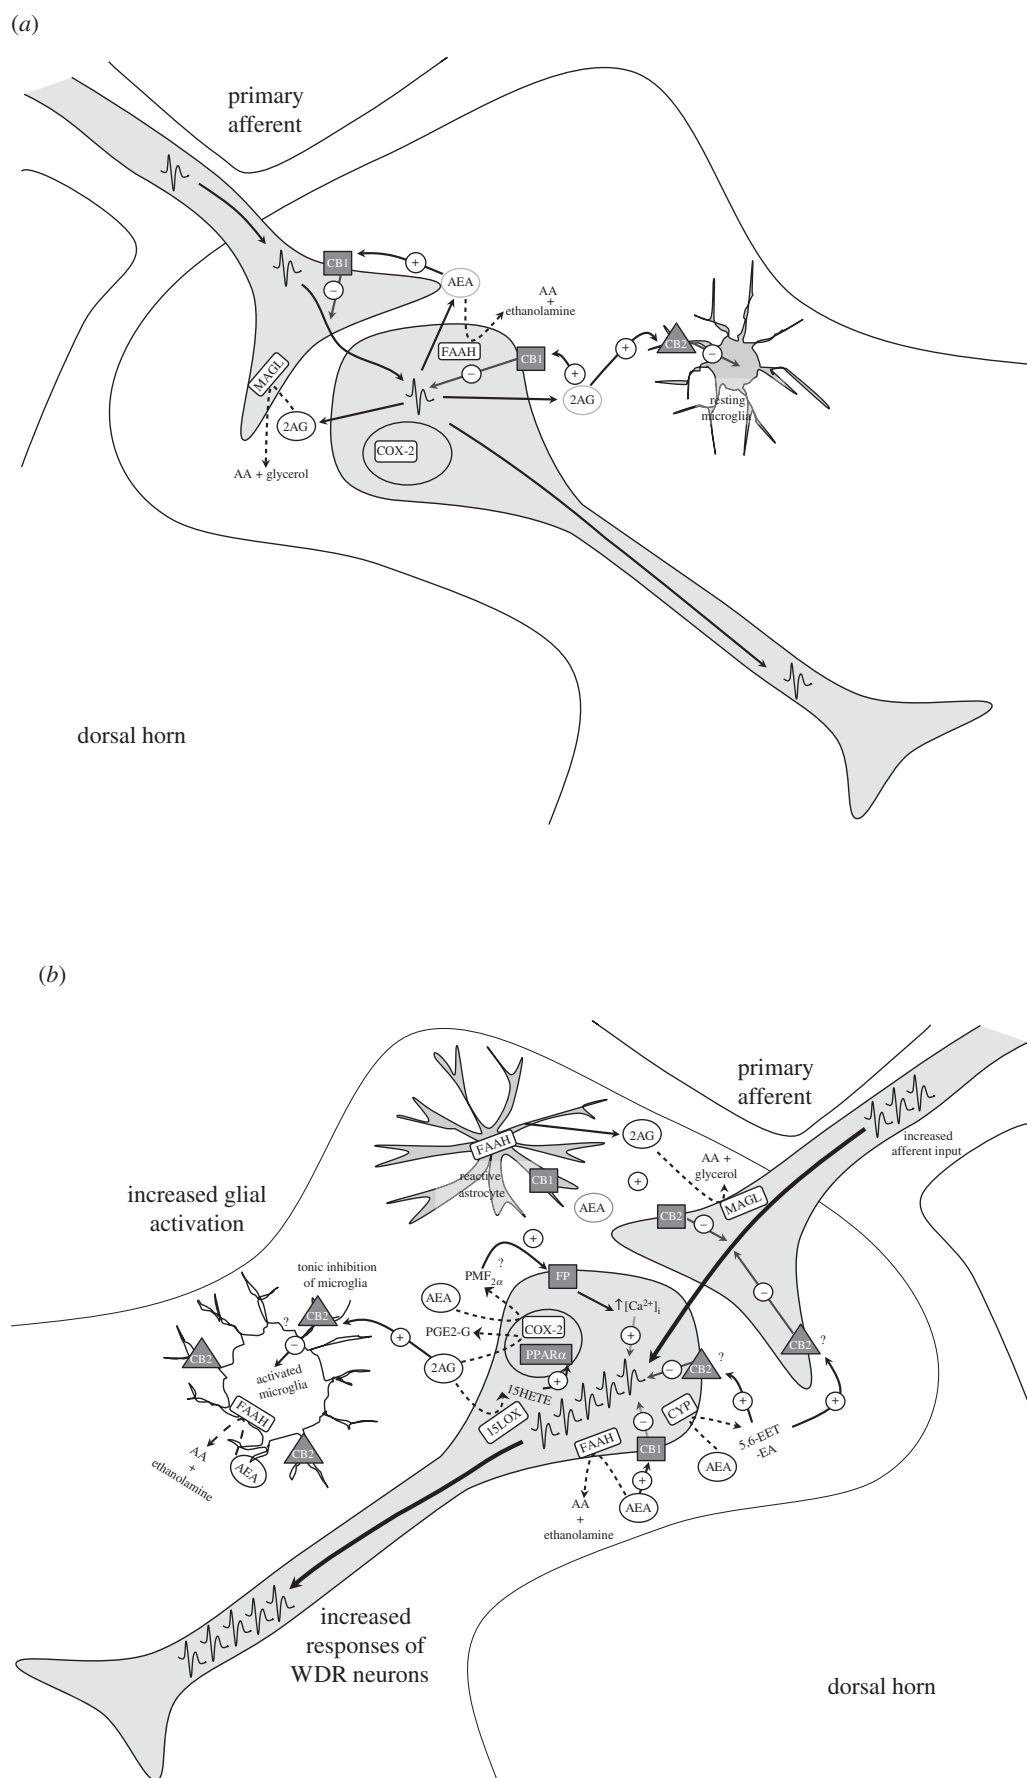 (a)
primary
afferent
CB1
+
AEA
−
AA
+
ethanolamine
FAAH
CB1
−
+
+
2AG
CB2
−
resting
microglia
MAGL
2AG
COX-2
AA + glycerol
dorsal horn
(b)
primary
afferent
increased
afferent input
FAAH
2AG
AA +
glycerol
reactive
astrocyte
CB1
+
AEA
MAGL
CB2
−
increased glial
activation
+
tonic inhibition
of microglia
PMF2α
?
FP
AEA
↑[Ca2+]i
−
CB2
?
−
+
PGE2-G
COX-2
+
CB2
?
CB2
PPARα
2AG
+
−
CB2
?
activated
microglia
15HETE
+
+
FAAH
15LOX
−
CYP
5,6-EET
-EA
AA
+
ethanolamine
AEA
CB2
FAAH
CB1
AEA
+
AA
+
ethanolamine
AEA
increased
responses of
WDR neurons
dorsal horn